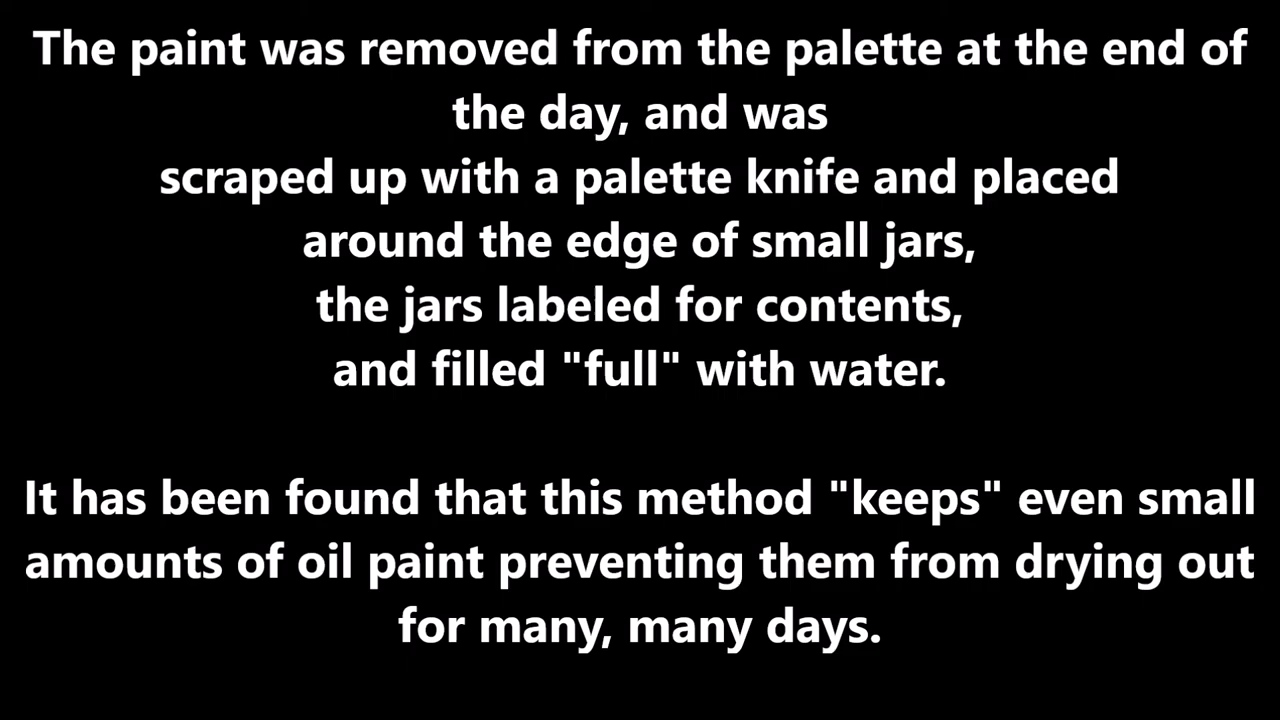 The paint was removed from the palette at the end of
the day, and was
scraped up with a palette knife and placed
around the edge of small jars,
the jars labeled for contents,
and filled "full" with water.
It has been found that this method "keeps" even small
amounts of oil paint preventing them from drying out
for many, many days.